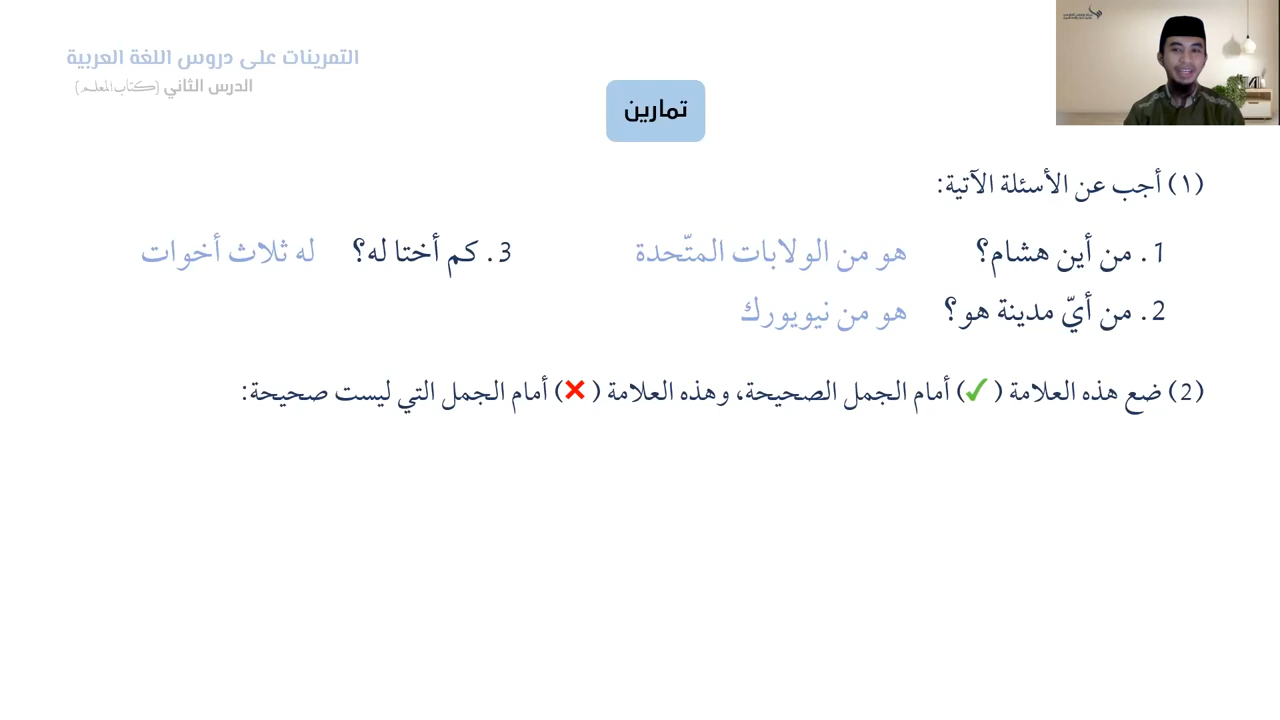 التمرينات على دروس اللغة العربية
الدرس الثاني (كتاب المعلم)
تمارين
(١) أجب عن الأسئلة الآتية:
1. من أين هشام؟ هو من الولابات المتّحدة
3. كم أختا له؟ له ثلاث أخوات
2. من أيّ مدينة هو؟ هو من نيويورك
(2) ضع هذه العلامة (✓) أمام الجمل الصحيحة، وهذه العلامة (❌) أمام الجمل التي ليست صحيحة: